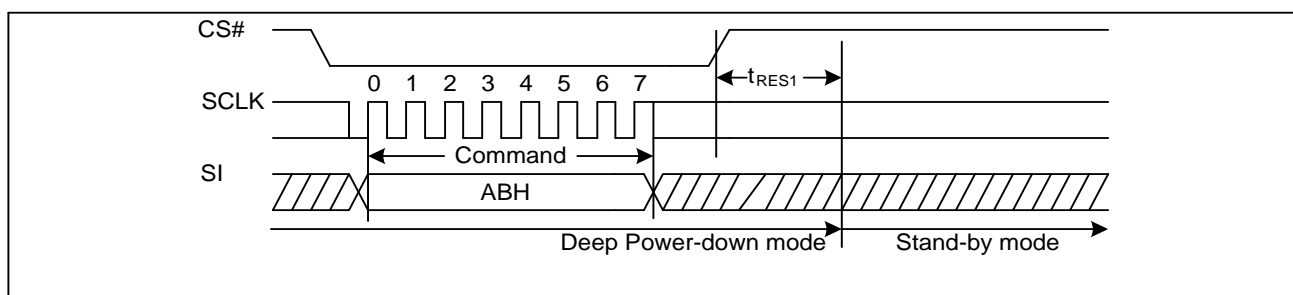 CS#
tRES1
0 1 2 3 4 5 6 7
SCLK
Command
SI
ABH
Deep Power-down mode Stand-by mode